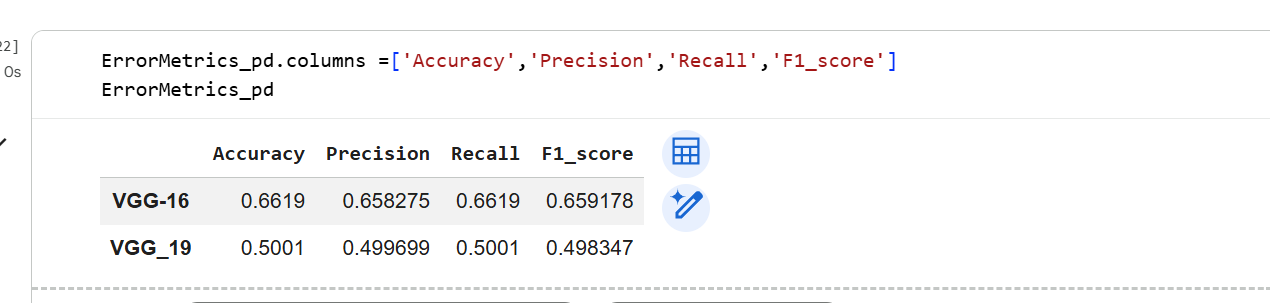 22]
0s
ErrorMetrics_pd.columns =['Accuracy','Precision','Recall','F1_score']
ErrorMetrics_pd
Accuracy Precision Recall F1_score
VGG-16 0.6619 0.658275 0.6619 0.659178
VGG_19 0.5001 0.499699 0.5001 0.498347